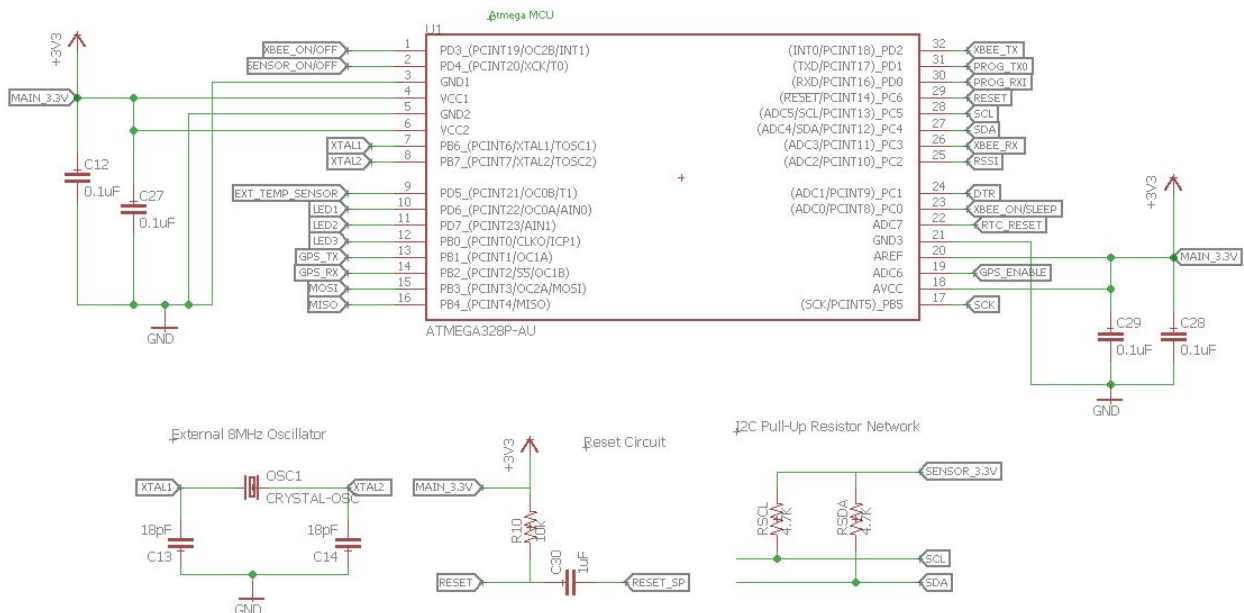 Atmega MCU
U1
+3V3
MAIN_3.3V
C12
0.1uF
C27
0.1uF
GND
XBEE_ON/OFF 1 PD3_(PCINT19/OC2B/INT1)
SENSOR_ON/OFF 2 PD4_(PCINT20/XCK/T0)
3 GND1
4 VCC1
5 GND2
6 VCC2
XTAL1 7 PB6_(PCINT6/XTAL1/TOSC1)
XTAL2 8 PB7_(PCINT7/XTAL2/TOSC2)
EXT_TEMP_SENSOR 9 PD5_(PCINT21/OC0B/T1)
LED1 10 PD6_(PCINT22/OC0A/AIN0)
LED2 11 PD7_(PCINT23/AIN1)
LED3 12 PB0_(PCINT0/CLKO/ICP1)
GPS_TX 13 PB1_(PCINT1/OC1A)
GPS_RX 14 PB2_(PCINT2/SS/OC1B)
MOSI 15 PB3_(PCINT3/OC2A/MOSI)
MISO 16 PB4_(PCINT4/MISO)
ATMEGA328P-AU
(INT0/PCINT18)_PD2 32 XBEE_TX
(TXD/PCINT17)_PD1 31 PROG_TX0
(RXD/PCINT16)_PD0 30 PROG_RXI
(RESET/PCINT14)_PC6 29 RESET
(ADC5/SCL/PCINT13)_PC5 28 SCL
(ADC4/SDA/PCINT12)_PC4 27 SDA
(ADC3/PCINT11)_PC3 26 XBEE_RX
(ADC2/PCINT10)_PC2 25 RSSI
(ADC1/PCINT9)_PC1 24 DTR
(ADC0/PCINT8)_PC0 23 XBEE_ON/SLEEP
ADC7 22 RTC_RESET
GND3 21
AREF 20
ADC6 19 GPS_ENABLE
AVCC 18
(SCK/PCINT5)_PB5 17 SCK
+3V3
MAIN_3.3V
C29
0.1uF
C28
0.1uF
GND
External 8MHz Oscillator
XTAL1
OSC1
CRYSTAL-OSC
XTAL2
18pF
C13
18pF
C14
GND
Reset Circuit
+3V3
MAIN_3.3V
R10
10k
C30
1uF
RESET
RESET_SP
I2C Pull-Up Resistor Network
SENSOR_3.3V
RSCL
4.7K
RSDA
4.7K
SCL
SDA